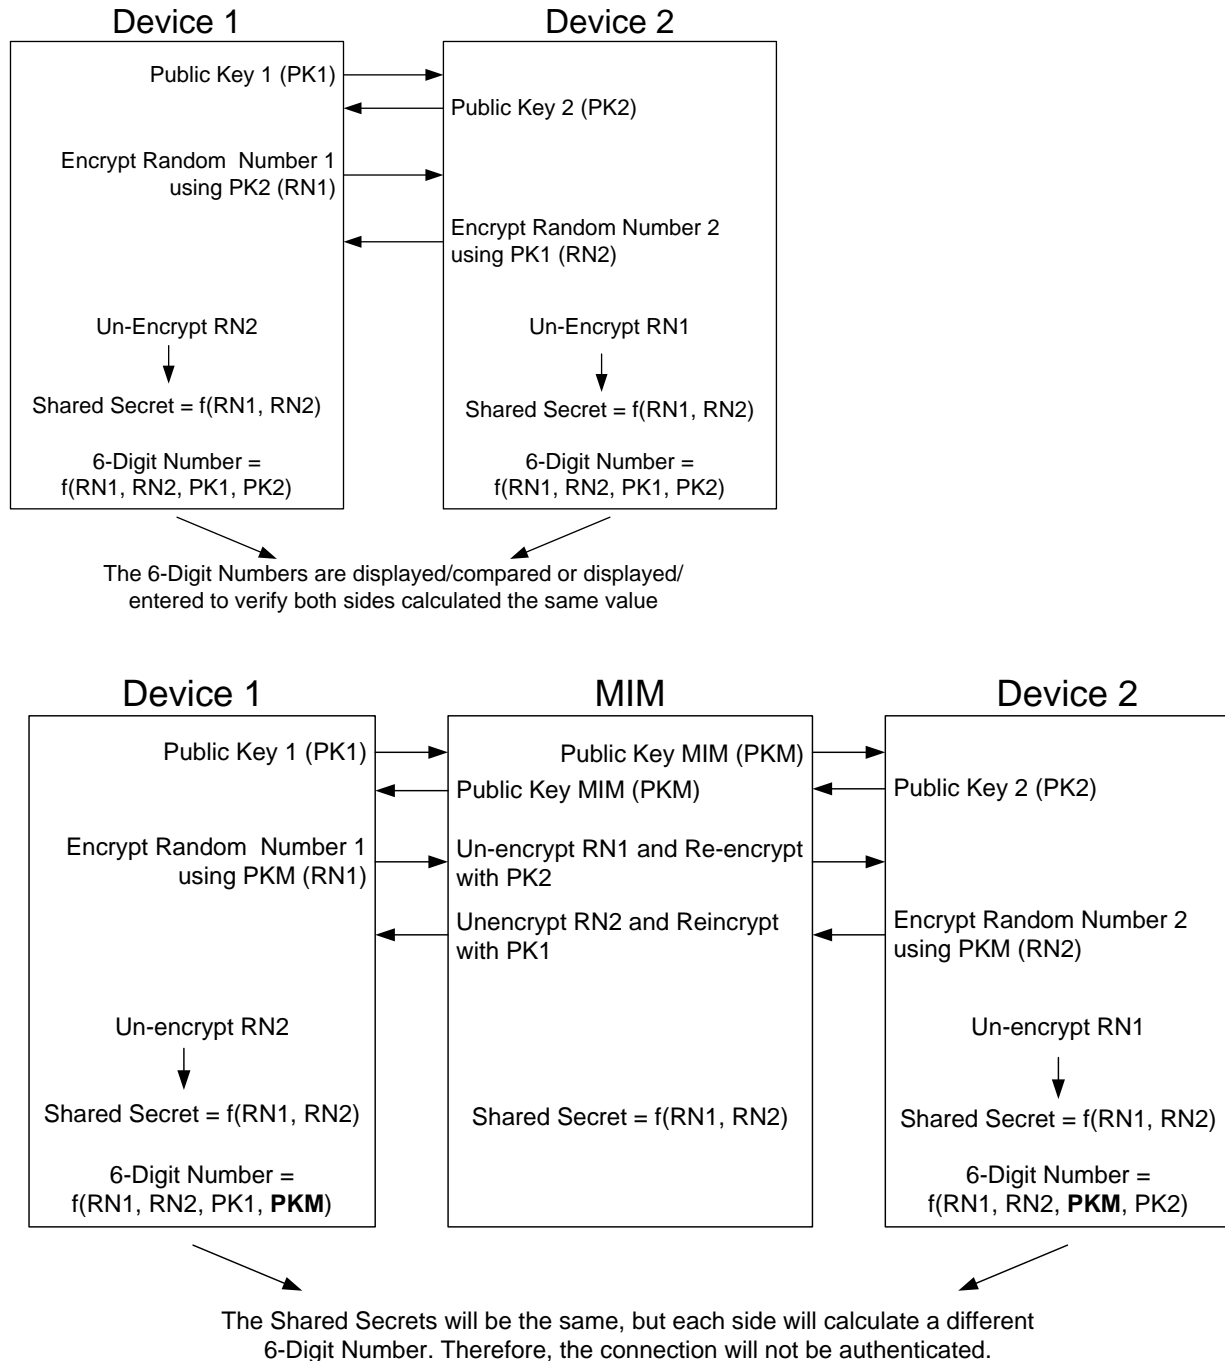 Device 1
Device 2
Public Key 1 (PK1)
Public Key 2 (PK2)
Encrypt Random Number 1
using PK2 (RN1)
Encrypt Random Number 2
using PK1 (RN2)
Un-Encrypt RN2
Un-Encrypt RN1
Shared Secret = f(RN1, RN2)
Shared Secret = f(RN1, RN2)
6-Digit Number =
f(RN1, RN2, PK1, PK2)
6-Digit Number =
f(RN1, RN2, PK1, PK2)
The 6-Digit Numbers are displayed/compared or displayed/
entered to verify both sides calculated the same value
Device 1
MIM
Device 2
Public Key 1 (PK1)
Public Key MIM (PKM)
Public Key MIM (PKM)
Public Key 2 (PK2)
Encrypt Random Number 1
using PKM (RN1)
Un-encrypt RN1 and Re-encrypt
with PK2
Unencrypt RN2 and Reincrypt
with PK1
Encrypt Random Number 2
using PKM (RN2)
Un-encrypt RN2
Un-encrypt RN1
Shared Secret = f(RN1, RN2)
Shared Secret = f(RN1, RN2)
Shared Secret = f(RN1, RN2)
6-Digit Number =
f(RN1, RN2, PK1, PKM)
6-Digit Number =
f(RN1, RN2, PKM, PK2)
The Shared Secrets will be the same, but each side will calculate a different
6-Digit Number. Therefore, the connection will not be authenticated.